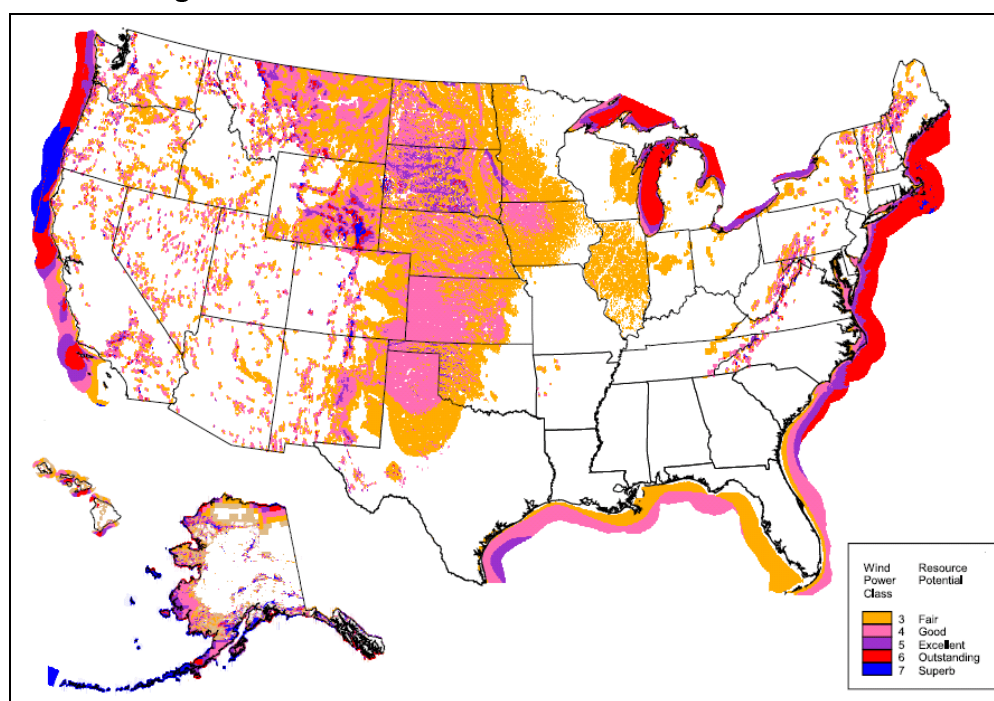 Wind Resource
Power Potential
Class
3 Fair
4 Good
5 Excellent
6 Outstanding
7 Superb